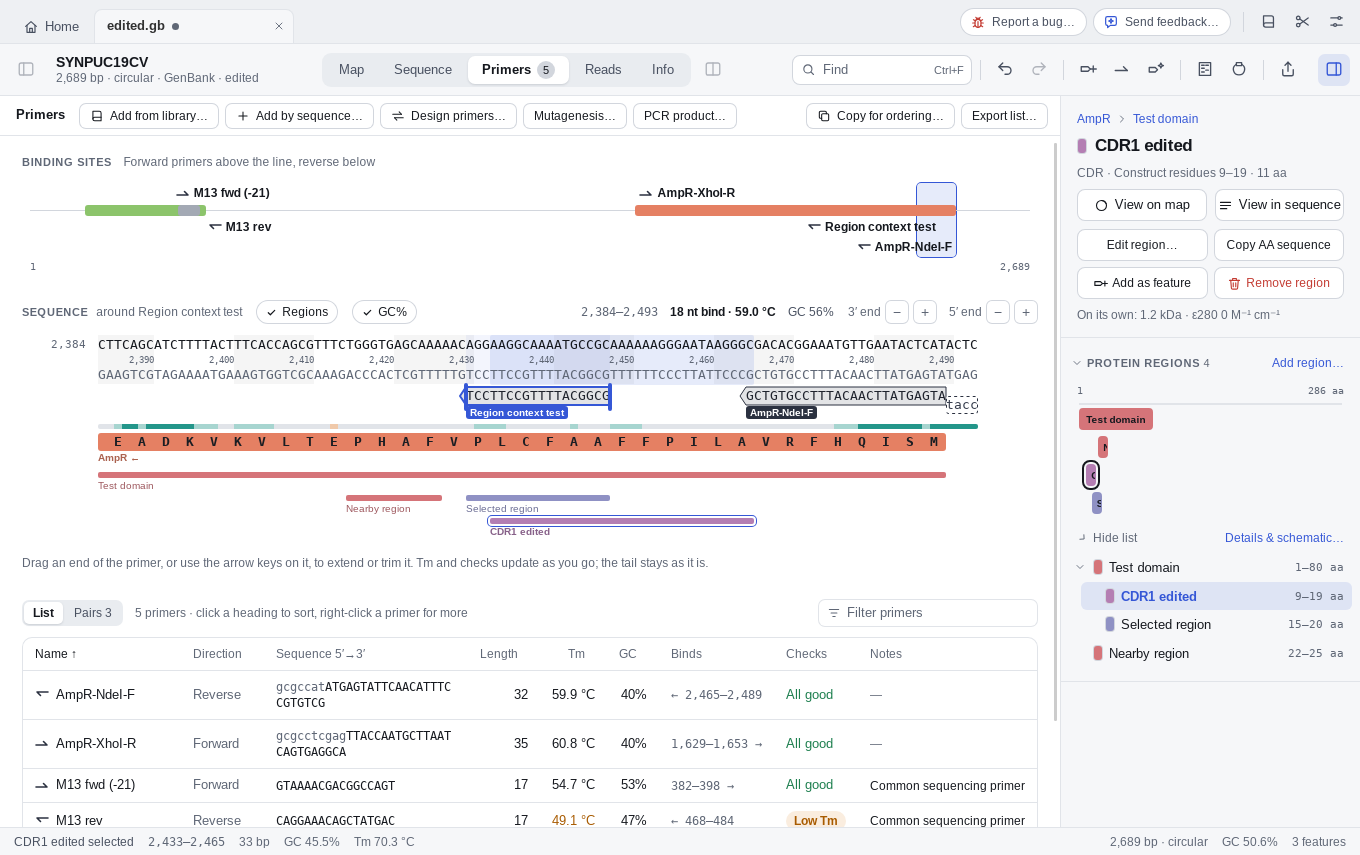 Home
edited.gb
Report a bug…
Send feedback…
SYNPUC19CV
2,689 bp · circular · GenBank · edited
Map
Sequence
Primers 5
Reads
Info
Find
Ctrl+F
Primers
Add from library…
Add by sequence…
Design primers…
Mutagenesis…
PCR product…
Copy for ordering…
Export list…
BINDING SITES Forward primers above the line, reverse below
M13 fwd (-21)
AmpR-XhoI-R
M13 rev
Region context test
AmpR-NdeI-F
1
2,689
SEQUENCE around Region context test
Regions
GC%
2,384–2,493 18 nt bind · 59.0 °C GC 56% 3′ end − + 5′ end − +
2,384 CTTCAGCATCTTTTACTTTCACCAGCGTTTCTGGGTGAGCAAAAACAGGAAGGCAAAATGCCGCAAAAAAGGGAATAAGGGCGACACGGAAATGTTGAATACTCATACTC
2,390 2,400 2,410 2,420 2,430 2,440 2,450 2,460 2,470 2,480 2,490
GAAGTCGTAGAAAATGAAAGTGGTCGCAAAGACCCACTCGTTTTTGTCCTTCCGTTTTACGGCGTTTTTTCCCTTATTCCCGCTGTGCCTTTACAACTTATGAGTATGAG
TCCTTCCGTTTTACGGCG
GCTGTGCCTTTACAACTTATGAGTA
tacc
Region context test
AmpR-NdeI-F
E A D K V K V L T E P H A F V P L C F A A F F P I L A V R F H Q I S M
AmpR ←
Test domain
Nearby region
Selected region
CDR1 edited
Drag an end of the primer, or use the arrow keys on it, to extend or trim it. Tm and checks update as you go; the tail stays as it is.
List
Pairs 3
5 primers · click a heading to sort, right-click a primer for more
Filter primers
Name ↑ Direction Sequence 5′→3′ Length Tm GC Binds Checks Notes
AmpR-NdeI-F Reverse gcgccatATGAGTATTCAACATTTC 32 59.9 °C 40% ← 2,465–2,489 All good —
CGTGTCG
AmpR-XhoI-R Forward gcgcctcgagTTACCAATGCTTAAT 35 60.8 °C 40% 1,629–1,653 → All good —
CAGTGAGGCA
M13 fwd (-21) Forward GTAAAACGACGGCCAGT 17 54.7 °C 53% 382–398 → All good Common sequencing primer
M13 rev Reverse CAGGAAACAGCTATGAC 17 49.1 °C 47% ← 468–484 Low Tm Common sequencing primer
AmpR › Test domain
CDR1 edited
CDR · Construct residues 9–19 · 11 aa
View on map
View in sequence
Edit region…
Copy AA sequence
Add as feature
Remove region
On its own: 1.2 kDa · ε280 0 M⁻¹ cm⁻¹
PROTEIN REGIONS 4
Add region…
1
286 aa
Test domain
Hide list
Details & schematic…
Test domain 1–80 aa
CDR1 edited 9–19 aa
Selected region 15–20 aa
Nearby region 22–25 aa
CDR1 edited selected 2,433–2,465 33 bp GC 45.5% Tm 70.3 °C
2,689 bp · circular GC 50.6% 3 features